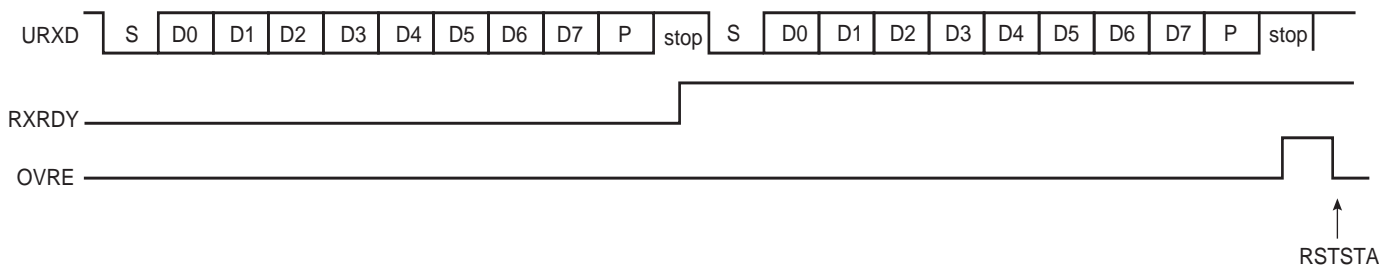 URXD S D0 D1 D2 D3 D4 D5 D6 D7 P stop S D0 D1 D2 D3 D4 D5 D6 D7 P stop
RXRDY
OVRE
RSTSTA